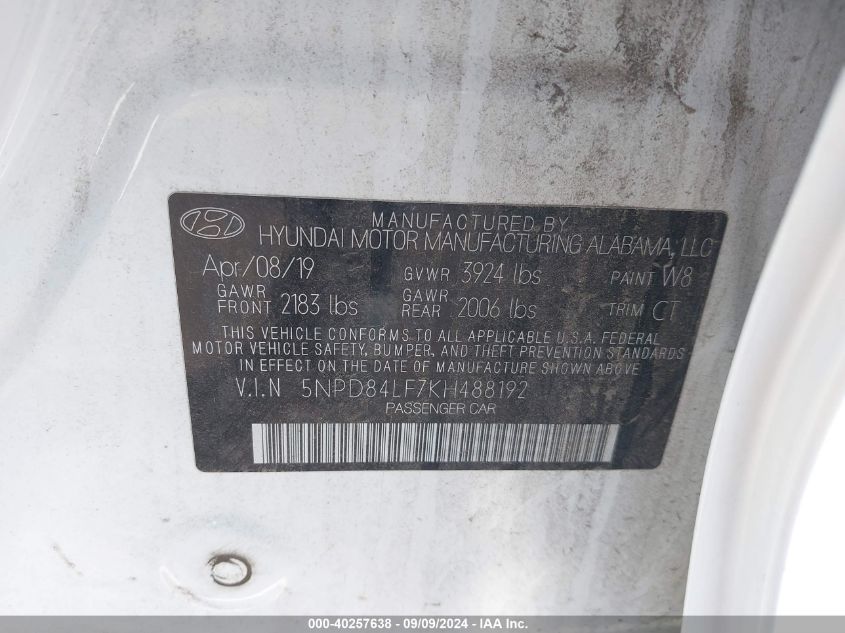 MANUFACTURED BY
HYUNDAI MOTOR MANUFACTURING ALABAMA, LLC
Apr/08/19 GVWR 3924 lbs PAINT W8
GAWR FRONT 2183 lbs GAWR REAR 2006 lbs TRIM CT
THIS VEHICLE CONFORMS TO ALL APPLICABLE U.S.A. FEDERAL
MOTOR VEHICLE SAFETY, BUMPER, AND THEFT PREVENTION STANDARDS
IN EFFECT ON THE DATE OF MANUFACTURE SHOWN ABOVE
V.I.N 5NPD84LF7KH488192
PASSENGER CAR
000-40257638 - 09/09/2024 - IAA Inc.